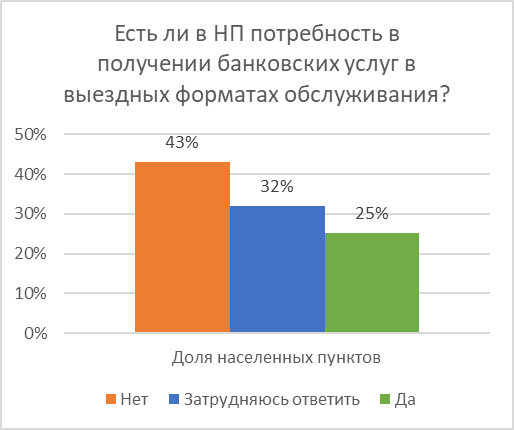 Есть ли в НП потребность в
получении банковских услуг в
выездных форматах обслуживания?
50%
43%
40%
32%
30%
25%
20%
10%
0%
Доля населенных пунктов
Нет
Затрудняюсь ответить
Да